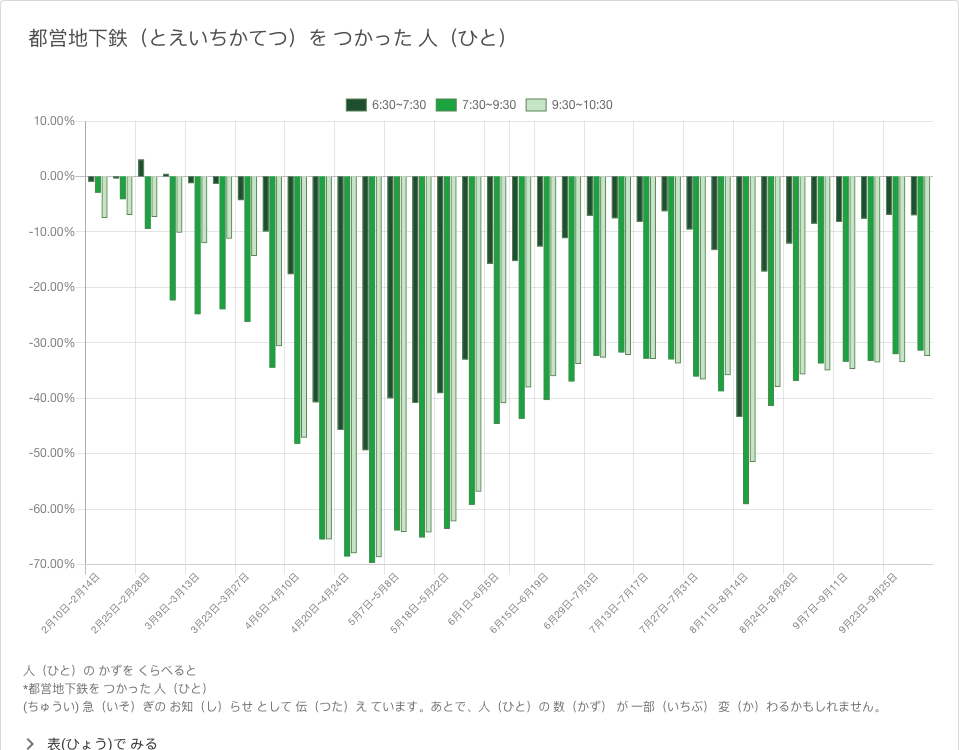 都営地下鉄（とえいちかてつ）を つかった 人（ひと）
6:30~7:30 7:30~9:30 9:30~10:30
10.00%
0.00%
-10.00%
-20.00%
-30.00%
-40.00%
-50.00%
-60.00%
-70.00%
2月10日~2月14日
2月25日~2月28日
3月9日~3月13日
3月23日~3月27日
4月6日~4月10日
4月20日~4月24日
5月7日~5月8日
5月18日~5月22日
6月1日~6月5日
6月15日~6月19日
6月29日~7月3日
7月13日~7月17日
7月27日~7月31日
8月11日~8月14日
8月24日~8月28日
9月7日~9月11日
9月23日~9月25日
人（ひと）の かずを くらべると
*都営地下鉄を つかった 人（ひと）
(ちゅうい) 急（いそ）ぎの お知（し）らせ として 伝（つた）え ています。あとで、人（ひと）の 数（かず） が 一部（いちぶ） 変（か）わるかもしれません。
表(ひょう)で みる